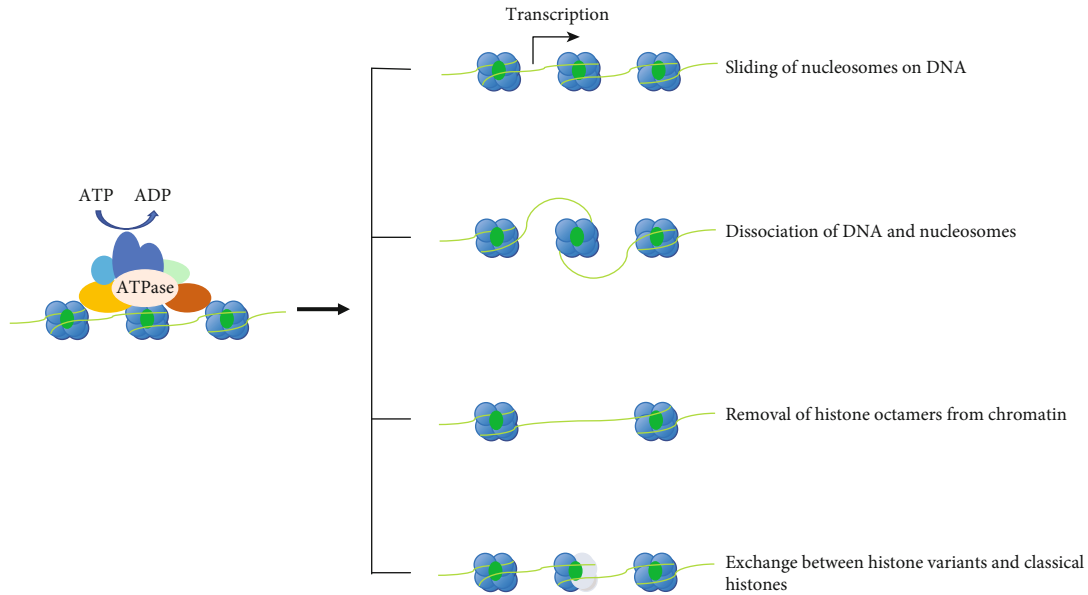 Transcription
Sliding of nucleosomes on DNA
ATP ADP
ATPase
Dissociation of DNA and nucleosomes
Removal of histone octamers from chromatin
Exchange between histone variants and classical
histones